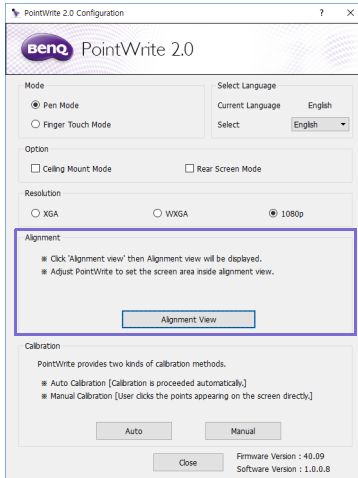 PointWrite 2.0 Configuration ? ×
BenQ PointWrite 2.0
Mode
Pen Mode
Finger Touch Mode
Select Language
Current Language English
Select English
Option
Ceiling Mount Mode Rear Screen Mode
Resolution
XGA WXGA 1080p
Alignment
※ Click 'Alignment view' then Alignment view will be displayed.
※ Adjust PointWrite to set the screen area inside alignment view.
Alignment View
Calibration
PointWrite provides two kinds of calibration methods.
※ Auto Calibration [Calibration is proceeded automatically.]
※ Manual Calibration [User clicks the points appearing on the screen directly.]
Auto Manual
Close
Firmware Version : 40.09
Software Version : 1.0.0.8